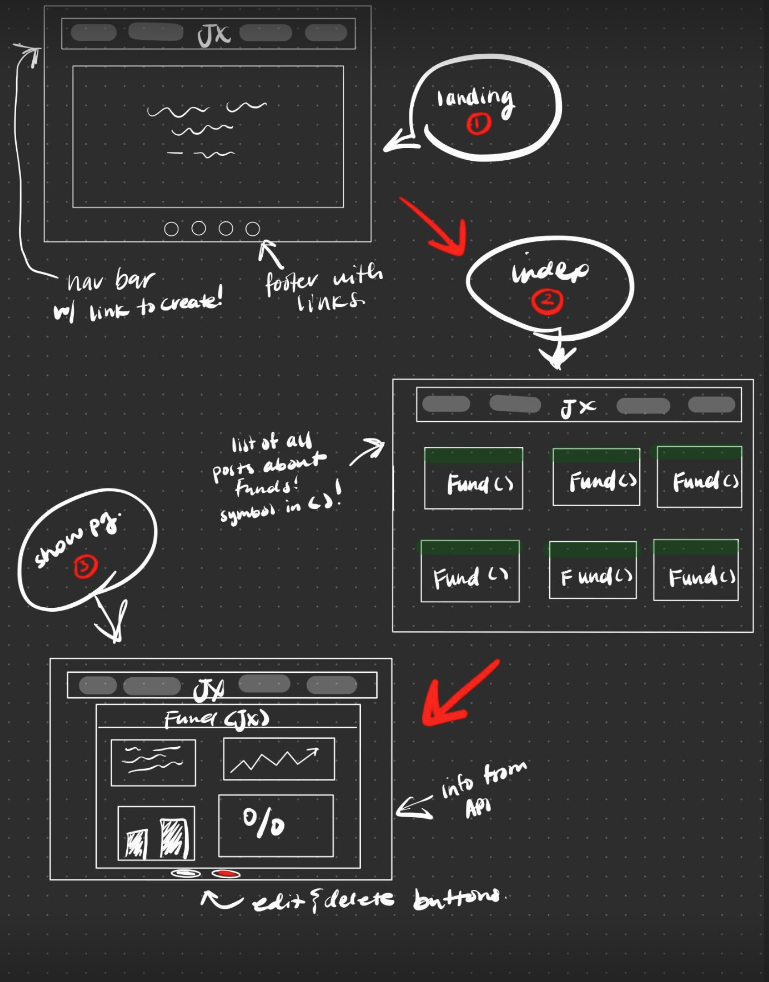 JX
landing
1
nav bar
w/ link to create!
footer with
links
index
2
JX
list of all
posts about
Funds!
symbol in ()!
Fund()
Fund()
Fund()
Fund()
Fund()
Fund()
show pg.
3
JX
Fund (JX)
%
info from
API
edit & delete buttons.